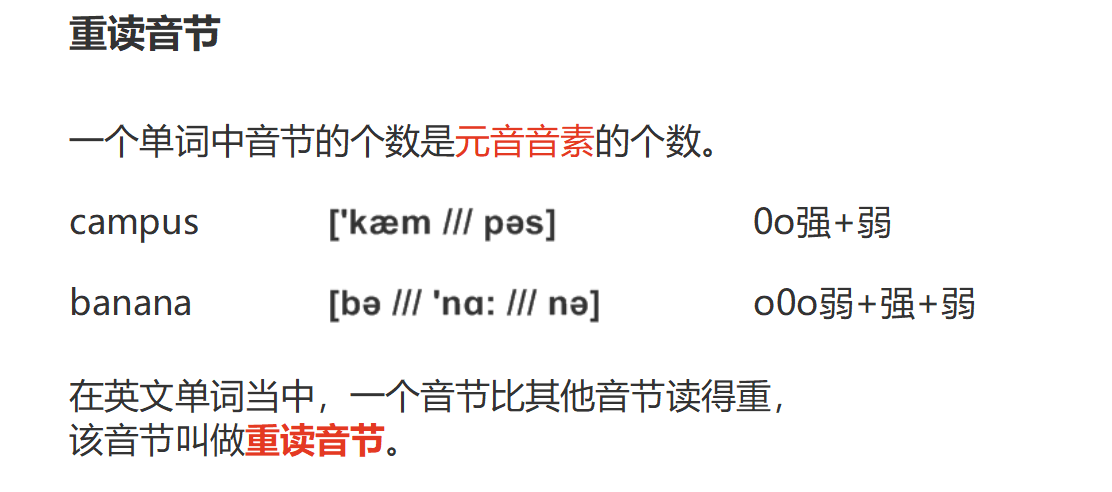 重读音节
一个单词中音节的个数是元音音素的个数。
campus ['kæm /// pəs] 0o强+弱
banana [bə /// 'nɑ: /// nə] o0o弱+强+弱
在英文单词当中，一个音节比其他音节读得重，
该音节叫做重读音节。